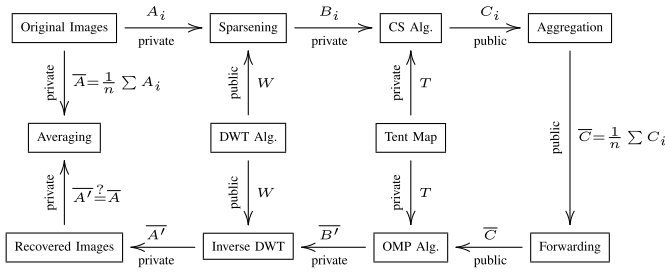 Original Images
A_i
private
Sparsening
B_i
private
CS Alg.
C_i
public
Aggregation
private
A̅=1/n ∑ A_i
public
W
private
T
public
C̅=1/n ∑ C_i
Averaging
DWT Alg.
Tent Map
private
A̅'̅ ≟ A̅
public
W
private
T
Recovered Images
A̅'̅
private
Inverse DWT
B̅'̅
private
OMP Alg.
C̅
public
Forwarding